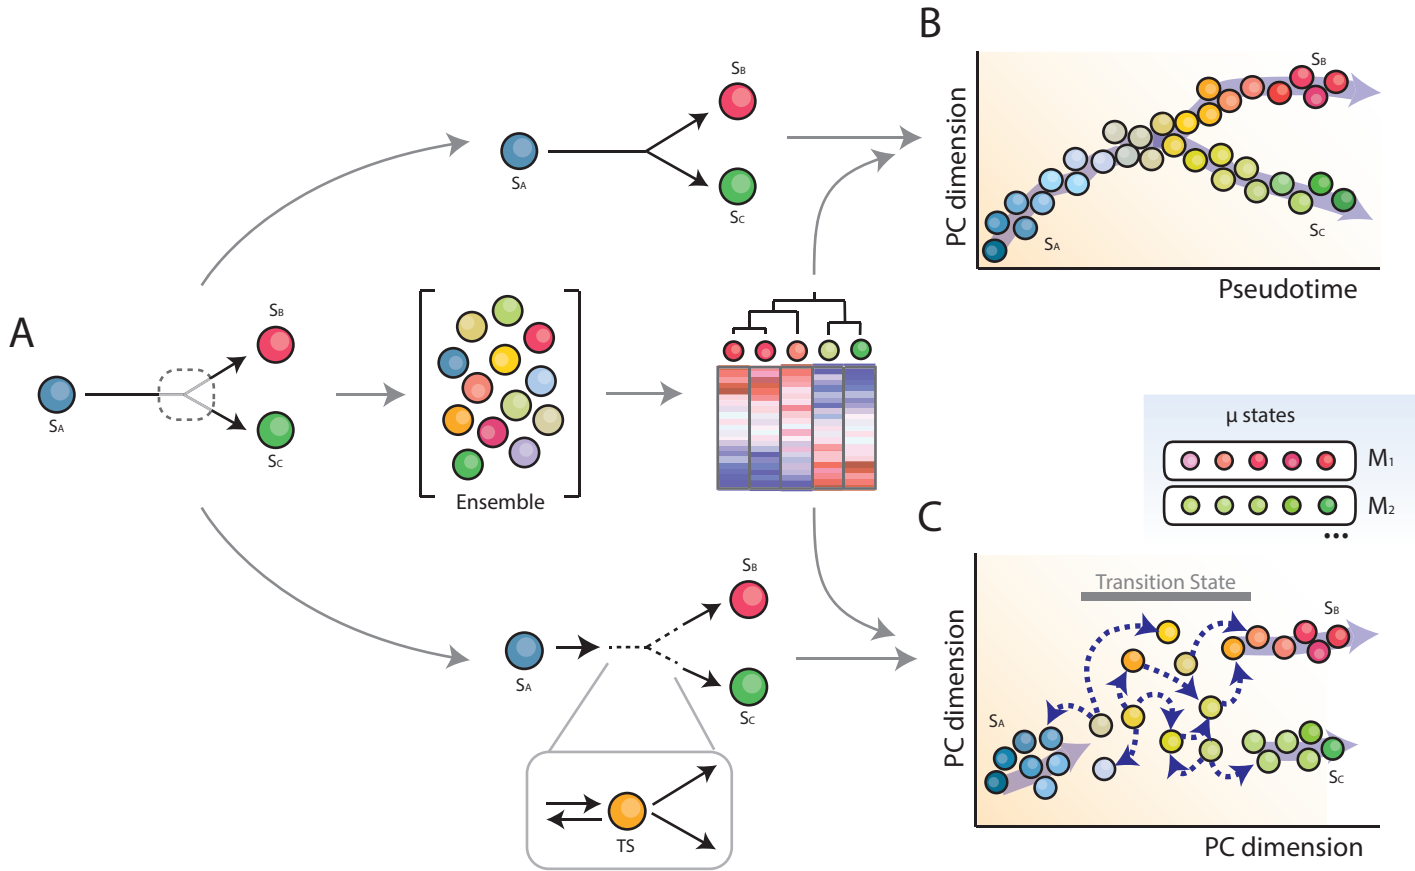 B
SB
SA
SC
PC dimension
SB
SA
SC
Pseudotime
A
SB
SA
SC
Ensemble
μ states
M1
M2
...
C
SB
SA
SC
TS
Transition State
PC dimension
SA
SB
SC
PC dimension